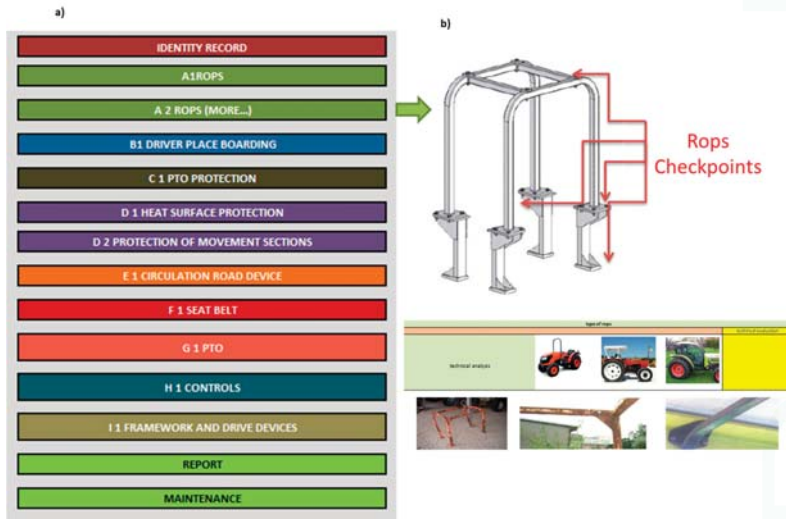 a)
IDENTITY RECORD
A1ROPS
A 2 ROPS (MORE...)
B1 DRIVER PLACE BOARDING
C 1 PTO PROTECTION
D 1 HEAT SURFACE PROTECTION
D 2 PROTECTION OF MOVEMENT SECTIONS
E 1 CIRCULATION ROAD DEVICE
F 1 SEAT BELT
G 1 PTO
H 1 CONTROLS
I 1 FRAMEWORK AND DRIVE DEVICES
REPORT
MAINTENANCE
b)
Rops
Checkpoints
type of rops
technical evaluation
technical analysis